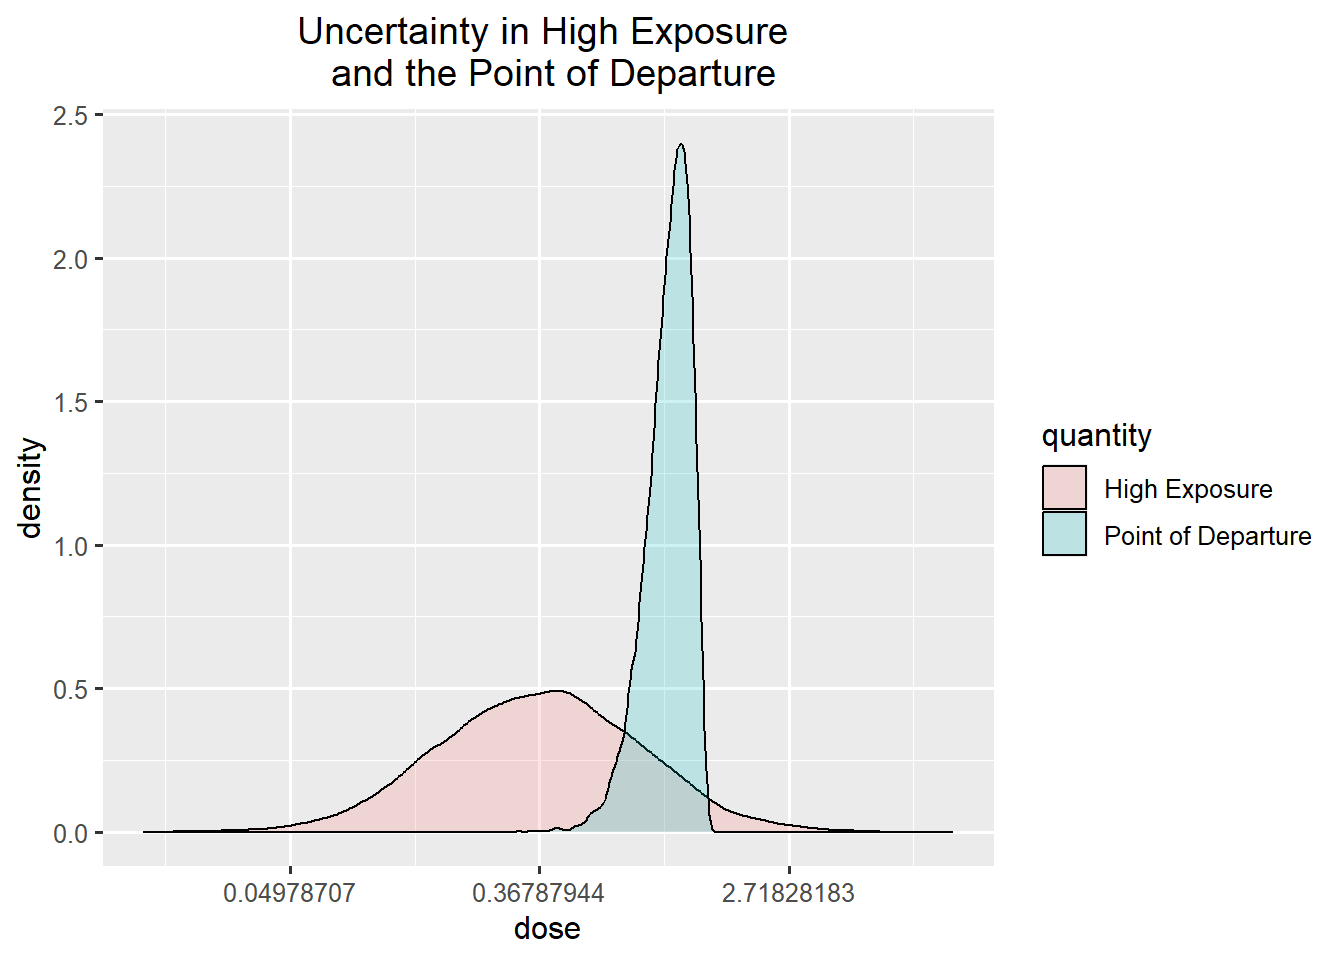 Uncertainty in High Exposure
and the Point of Departure
2.5
2.0
1.5
1.0
0.5
0.0
density
0.04978707
0.36787944
2.71828183
dose
quantity
High Exposure
Point of Departure